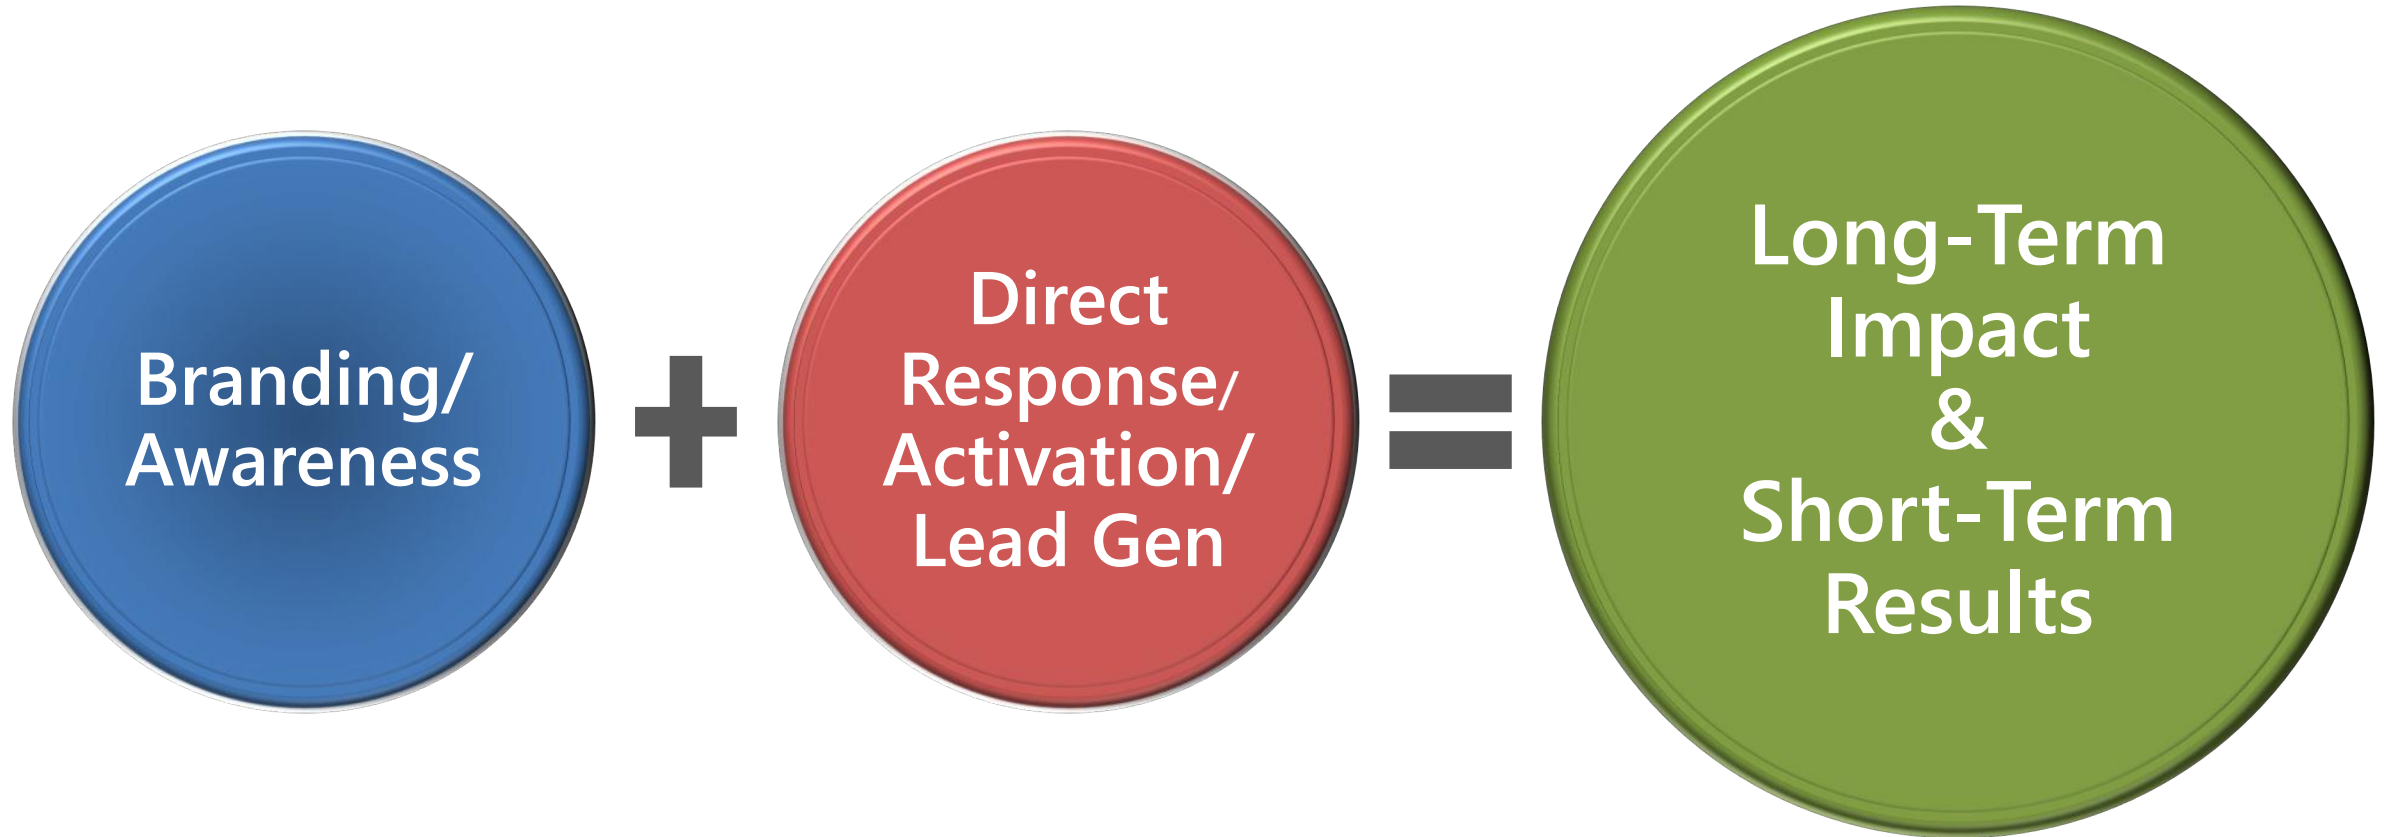 Branding/
Awareness
+
Direct
Response/
Activation/
Lead Gen
=
Long-Term
Impact
&
Short-Term
Results